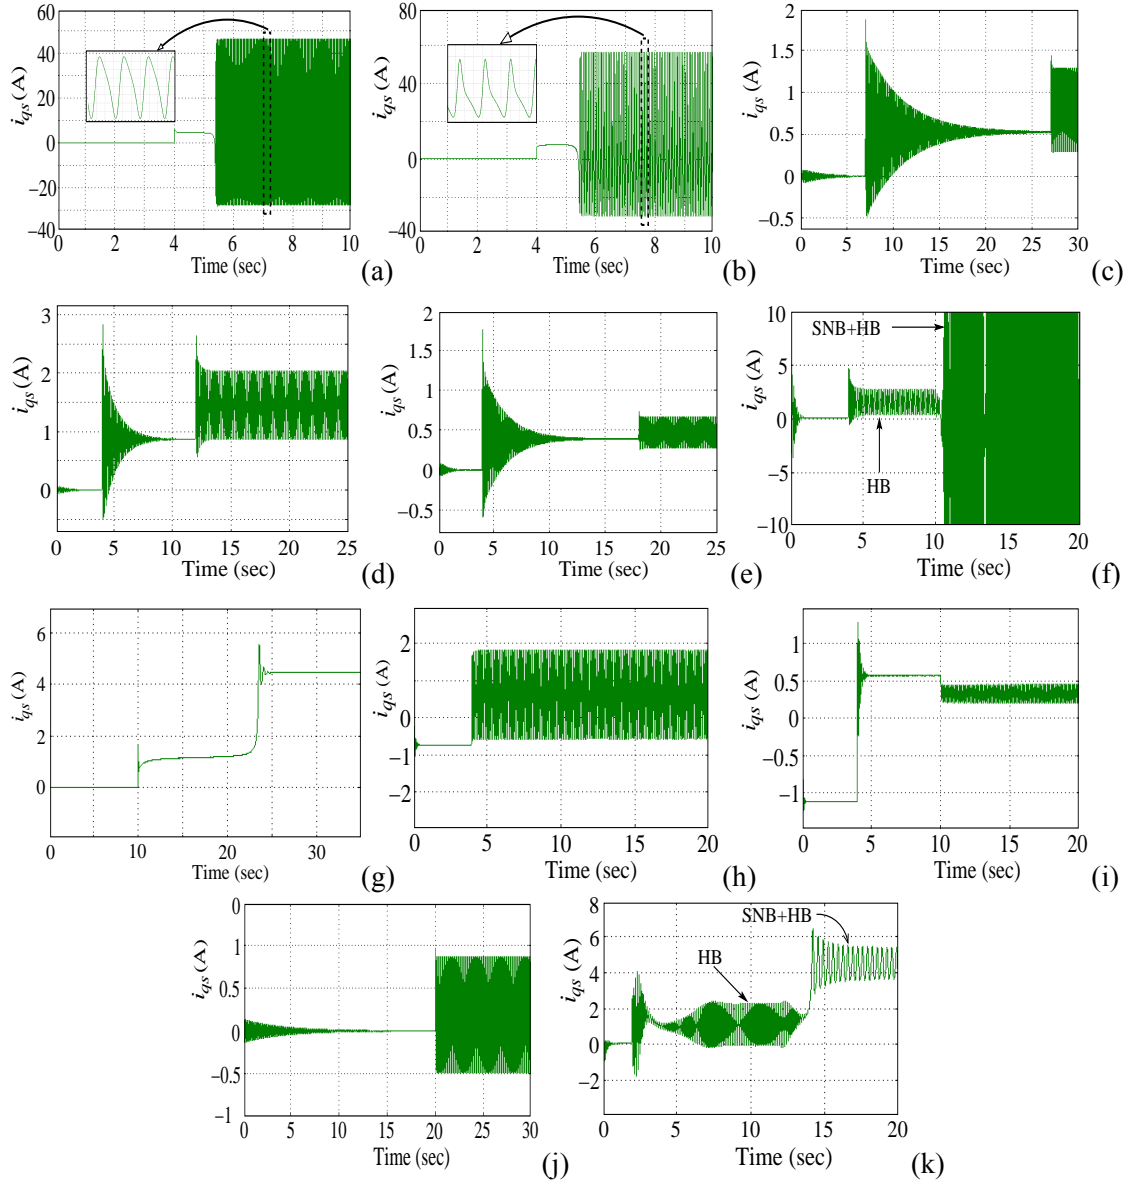 60
40
20
0
−20
−40
i_qs (A)
0 2 4 6 8 10
Time (sec)
(a)
80
40
0
−40
80
i_qs (A)
0 2 4 6 8 10
Time (sec)
(b)
2
1.5
1
0.5
0
−0.5
i_qs (A)
0 5 10 15 20 25 30
Time (sec)
(c)
3
2
1
0
i_qs (A)
0 5 10 15 20 25
Time (sec)
(d)
2
1.5
1
0.5
0
−0.5
i_qs (A)
0 5 10 15 20 25
Time (sec)
(e)
10
5
0
−5
−10
i_qs (A)
SNB+HB
HB
0 5 10 15 20
Time (sec)
(f)
6
4
2
0
i_qs (A)
0 10 20 30
Time (sec)
(g)
2
1
0
−1
−2
i_qs (A)
0 5 10 15 20
Time (sec)
(h)
1
0.5
0
−0.5
−1
i_qs (A)
0 5 10 15 20
Time (sec)
(i)
0
1
0.5
0
−0.5
−1
i_qs (A)
0 5 10 15 20 25 30
Time (sec)
(j)
8
6
4
2
0
−2
i_qs (A)
SNB+HB
HB
0 5 10 15 20
Time (sec)
(k)